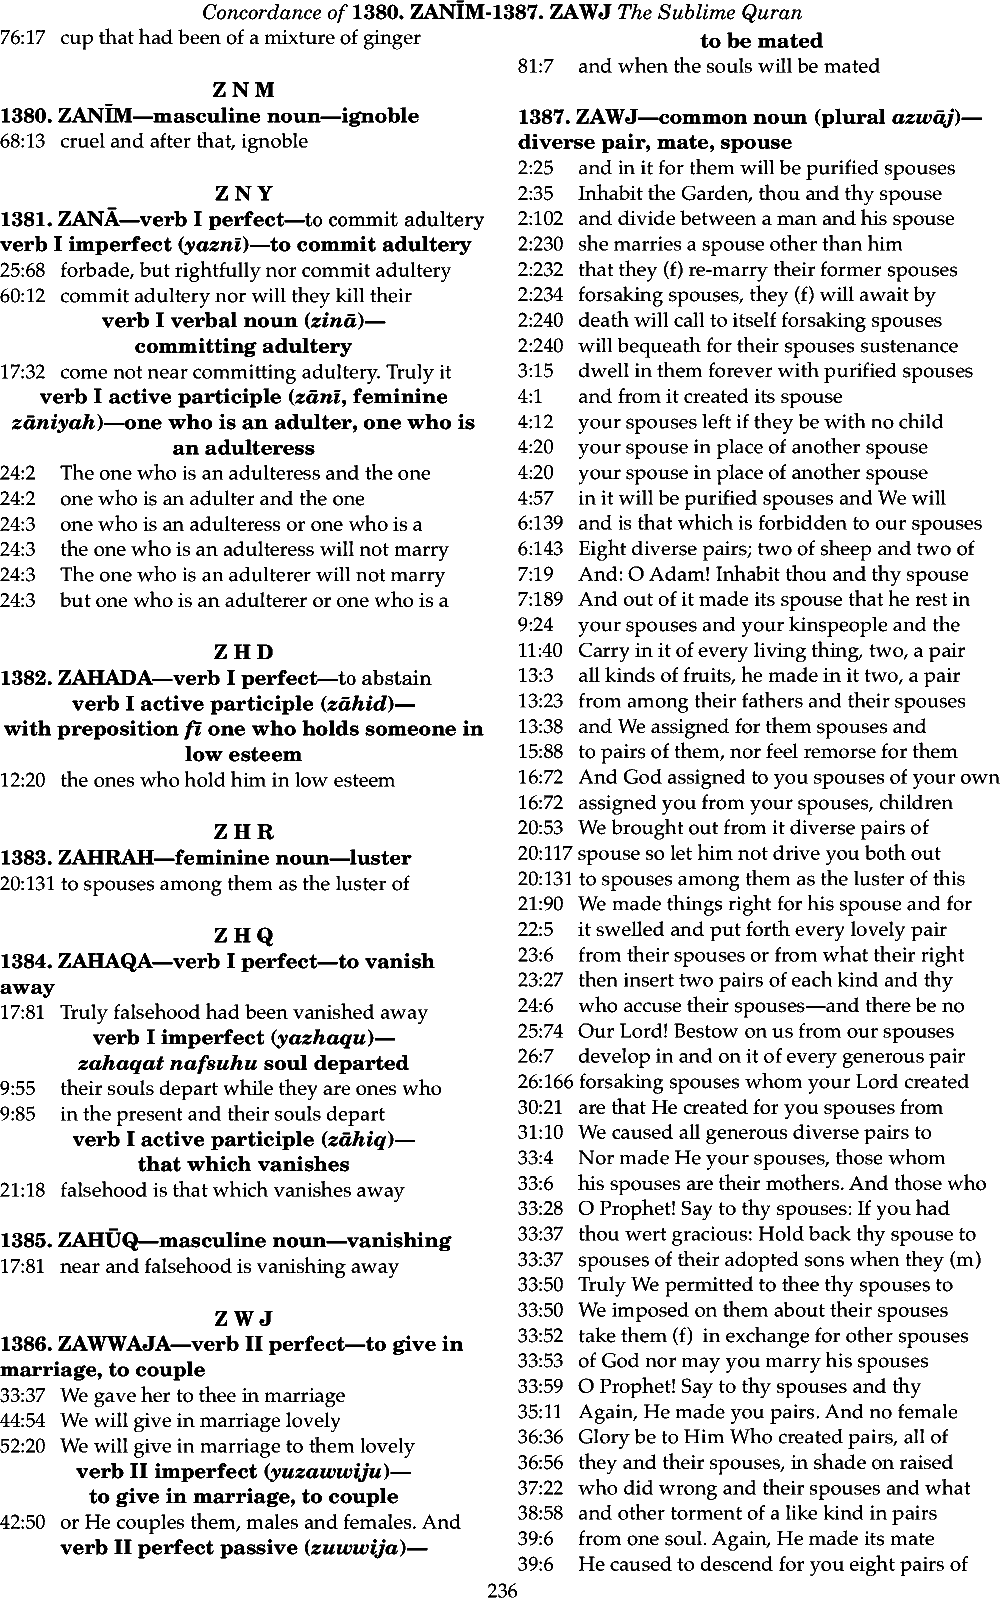 Concordance of 1380. ZANĪM-1387. ZAWJ The Sublime Quran
76:17 cup that had been of a mixture of ginger
Z N M
1380. ZANĪM—masculine noun—ignoble
68:13 cruel and after that, ignoble
Z N Y
1381. ZANĀ—verb I perfect—to commit adultery
verb I imperfect (yaznī)—to commit adultery
25:68 forbade, but rightfully nor commit adultery
60:12 commit adultery nor will they kill their
verb I verbal noun (zinā)—
committing adultery
17:32 come not near committing adultery. Truly it
verb I active participle (zānī, feminine
zāniyah)—one who is an adulter, one who is
an adulteress
24:2 The one who is an adulteress and the one
24:2 one who is an adulter and the one
24:3 one who is an adulteress or one who is a
24:3 the one who is an adulteress will not marry
24:3 The one who is an adulterer will not marry
24:3 but one who is an adulterer or one who is a
Z H D
1382. ZAHADA—verb I perfect—to abstain
verb I active participle (zāhid)—
with preposition fī one who holds someone in
low esteem
12:20 the ones who hold him in low esteem
Z H R
1383. ZAHRAH—feminine noun—luster
20:131 to spouses among them as the luster of
Z H Q
1384. ZAHAQA—verb I perfect—to vanish
away
17:81 Truly falsehood had been vanished away
verb I imperfect (yazhaqu)—
zahaqat nafsuhu soul departed
9:55 their souls depart while they are ones who
9:85 in the present and their souls depart
verb I active participle (zāhiq)—
that which vanishes
21:18 falsehood is that which vanishes away
1385. ZAHŪQ—masculine noun—vanishing
17:81 near and falsehood is vanishing away
Z W J
1386. ZAWWAJA—verb II perfect—to give in
marriage, to couple
33:37 We gave her to thee in marriage
44:54 We will give in marriage lovely
52:20 We will give in marriage to them lovely
verb II imperfect (yuzawwiju)—
to give in marriage, to couple
42:50 or He couples them, males and females. And
verb II perfect passive (zuwwija)—
to be mated
81:7 and when the souls will be mated
1387. ZAWJ—common noun (plural azwāj)—
diverse pair, mate, spouse
2:25 and in it for them will be purified spouses
2:35 Inhabit the Garden, thou and thy spouse
2:102 and divide between a man and his spouse
2:230 she marries a spouse other than him
2:232 that they (f) re-marry their former spouses
2:234 forsaking spouses, they (f) will await by
2:240 death will call to itself forsaking spouses
2:240 will bequeath for their spouses sustenance
3:15 dwell in them forever with purified spouses
4:1 and from it created its spouse
4:12 your spouses left if they be with no child
4:20 your spouse in place of another spouse
4:20 your spouse in place of another spouse
4:57 in it will be purified spouses and We will
6:139 and is that which is forbidden to our spouses
6:143 Eight diverse pairs; two of sheep and two of
7:19 And: O Adam! Inhabit thou and thy spouse
7:189 And out of it made its spouse that he rest in
9:24 your spouses and your kinspeople and the
11:40 Carry in it of every living thing, two, a pair
13:3 all kinds of fruits, he made in it two, a pair
13:23 from among their fathers and their spouses
13:38 and We assigned for them spouses and
15:88 to pairs of them, nor feel remorse for them
16:72 And God assigned to you spouses of your own
16:72 assigned you from your spouses, children
20:53 We brought out from it diverse pairs of
20:117 spouse so let him not drive you both out
20:131 to spouses among them as the luster of this
21:90 We made things right for his spouse and for
22:5 it swelled and put forth every lovely pair
23:6 from their spouses or from what their right
23:27 then insert two pairs of each kind and thy
24:6 who accuse their spouses—and there be no
25:74 Our Lord! Bestow on us from our spouses
26:7 develop in and on it of every generous pair
26:166 forsaking spouses whom your Lord created
30:21 are that He created for you spouses from
31:10 We caused all generous diverse pairs to
33:4 Nor made He your spouses, those whom
33:6 his spouses are their mothers. And those who
33:28 O Prophet! Say to thy spouses: If you had
33:37 thou wert gracious: Hold back thy spouse to
33:37 spouses of their adopted sons when they (m)
33:50 Truly We permitted to thee thy spouses to
33:50 We imposed on them about their spouses
33:52 take them (f) in exchange for other spouses
33:53 of God nor may you marry his spouses
33:59 O Prophet! Say to thy spouses and thy
35:11 Again, He made you pairs. And no female
36:36 Glory be to Him Who created pairs, all of
36:56 they and their spouses, in shade on raised
37:22 who did wrong and their spouses and what
38:58 and other torment of a like kind in pairs
39:6 from one soul. Again, He made its mate
39:6 He caused to descend for you eight pairs of
236